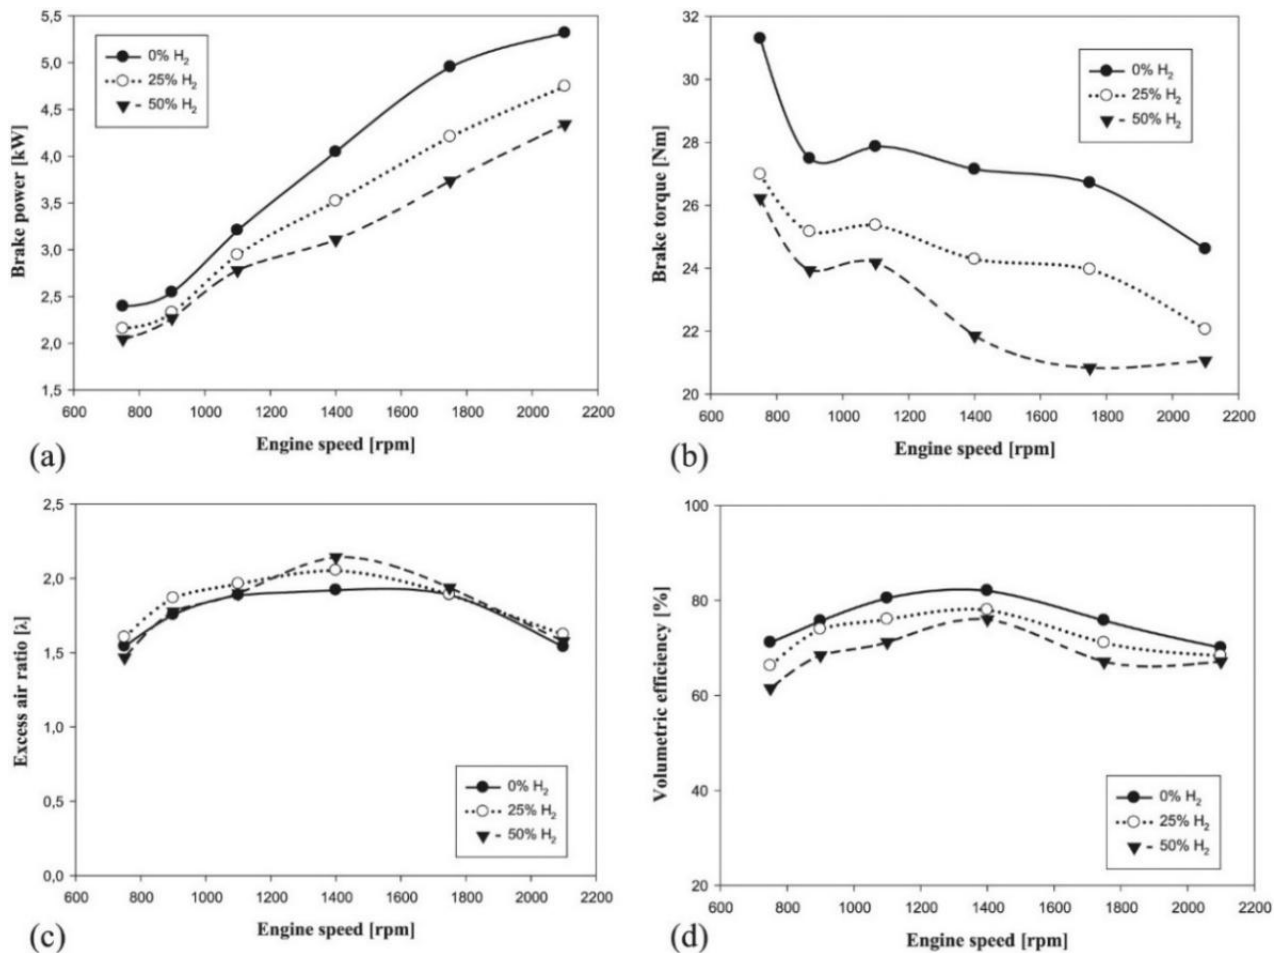 5,5
5,0
4,5
4,0
3,5
3,0
2,5
2,0
1,5
Brake power [kW]
0% H2
25% H2
50% H2
600 800 1000 1200 1400 1600 1800 2000 2200
Engine speed [rpm]
(a)
32
30
28
26
24
22
20
Brake torque [Nm]
0% H2
25% H2
50% H2
600 800 1000 1200 1400 1600 1800 2000 2200
Engine speed [rpm]
(b)
2,5
2,0
1,5
1,0
0,5
0,0
Excess air ratio [λ]
0% H2
25% H2
50% H2
600 800 1000 1200 1400 1600 1800 2000 2200
Engine speed [rpm]
(c)
100
80
60
40
20
Volumetric efficiency [%]
0% H2
25% H2
50% H2
600 800 1000 1200 1400 1600 1800 2000 2200
Engine speed [rpm]
(d)